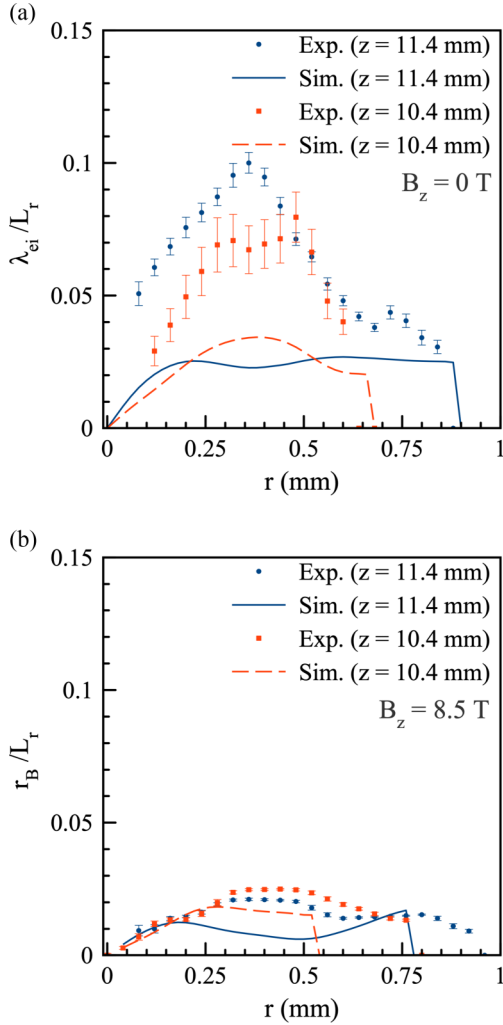 (a)
0.15
Exp. (z = 11.4 mm)
Sim. (z = 11.4 mm)
Exp. (z = 10.4 mm)
Sim. (z = 10.4 mm)
B_z = 0 T
0.1
λ_ei /L_r
0.05
0
0 0.25 0.5 0.75 1
r (mm)
(b)
0.15
Exp. (z = 11.4 mm)
Sim. (z = 11.4 mm)
Exp. (z = 10.4 mm)
Sim. (z = 10.4 mm)
B_z = 8.5 T
0.1
r_B /L_r
0.05
0
0 0.25 0.5 0.75 1
r (mm)